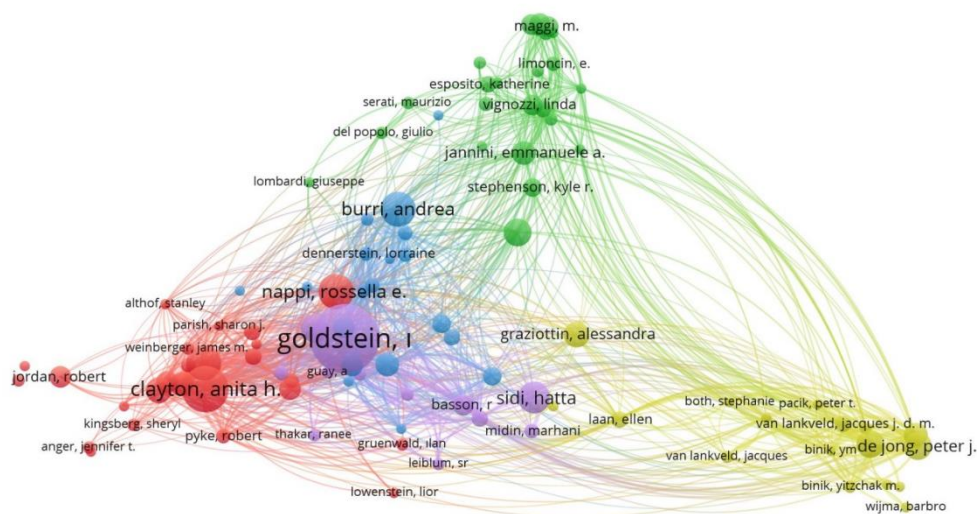 maggi, m.
limoncin, e.
esposito, katherine
serati, maurizio
vignozzi, linda
del popolo, giulio
jannini, emmanuele a.
lombardi, giuseppe
stephenson, kyle r.
burri, andrea
dennerstein, lorraine
nappi, rossella e.
althof, stanley
parish, sharon j.
goldstein, i
graziottin, alessandra
weinberger, james m.
guay, a
jordan, robert
clayton, anita h.
basson, r
sidi, hatta
both, stephanie
pacik, peter t.
kingsberg, sheryl
laan, ellen
van lankveld, jacques j. d. m.
anger, jennifer t.
pyke, robert
thakar, ranee
gruenwald, ilan
midin, marhani
binik, ym
de jong, peter j.
leiblum, sr
van lankveld, jacques
lowenstein, lior
binik, yitzchak m.
wijma, barbro